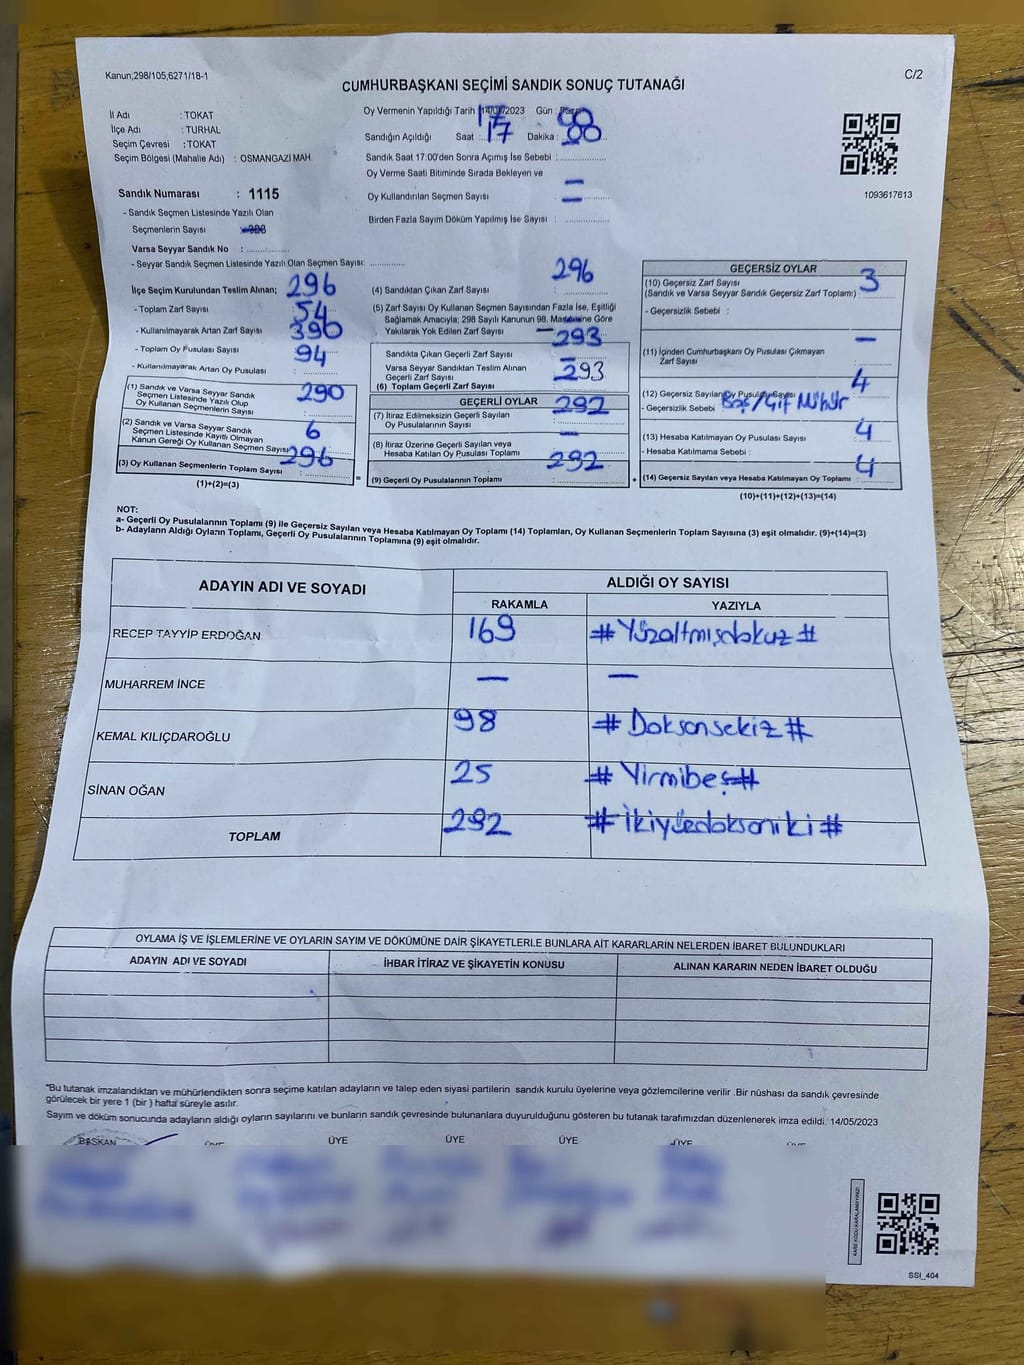 Kanun;298/105,6271/18-1
C/2
CUMHURBAŞKANI SEÇİMİ SANDIK SONUÇ TUTANAĞI
İl Adı : TOKAT
İlçe Adı : TURHAL
Seçim Çevresi : TOKAT
Seçim Bölgesi (Mahalle Adı) : OSMANGAZİ MAH.
Oy Vermenin Yapıldığı Tarih 2023 Gün :
Sandığın Açıldığı Saat : 17 Dakika :
Sandık Saat 17:00'den Sonra Açımış İse Sebebi :
Oy Verme Saati Bitiminde Sırada Bekleyen ve
Oy Kullandırılan Seçmen Sayısı —
Birden Fazla Sayım Döküm Yapılmış İse Sayısı :
1093617613
Sandık Numarası : 1115
- Sandık Seçmen Listesinde Yazılı Olan
Seçmenlerin Sayısı
Varsa Seyyar Sandık No :
- Seyyar Sandık Seçmen Listesinde Yazılı Olan Seçmen Sayısı:
İlçe Seçim Kurulundan Teslim Alınan; 296
- Toplam Zarf Sayısı 54
- Kullanılmayarak Artan Zarf Sayısı 396
- Toplam Oy Pusulası Sayısı 94
- Kullanılmayarak Artan Oy Pusulası
(1) Sandık ve Varsa Seyyar Sandık
Seçmen Listesinde Yazılı Olup
Oy Kullanan Seçmenlerin Sayısı : 290
(2) Sandık ve Varsa Seyyar Sandık
Seçmen Listesinde Kayıtlı Olmayan
Kanun Gereği Oy Kullanan Seçmen Sayısı : 6
(3) Oy Kullanan Seçmenlerin Toplam Sayısı : 296
(1)+(2)=(3)
(4) Sandıktan Çıkan Zarf Sayısı : 296
(5) Zarf Sayısı Oy Kullanan Seçmen Sayısından Fazla İse, Eşitliği
Sağlamak Amacıyla; 298 Sayılı Kanunun 98. Maddesine Göre
Yakılarak Yok Edilen Zarf Sayısı —
Sandıkta Çıkan Geçerli Zarf Sayısı 293
Varsa Seyyar Sandıktan Teslim Alınan
Geçerli Zarf Sayısı : —
(6) Toplam Geçerli Zarf Sayısı : 293
GEÇERLİ OYLAR
(7) İtiraz Edilmeksizin Geçerli Sayılan
Oy Pusulası Toplamı 292
(8) İtiraz Üzerine Geçerli Sayılan veya
Hesaba Katılan Oy Pusulası Toplamı —
(9) Geçerli Oy Pusulalarının Toplamı : 292
GEÇERSİZ OYLAR
(10) Geçersiz Zarf Sayısı 3
(Sandık ve Varsa Seyyar Sandık Geçersiz Zarf Toplamı) :
- Geçersizlik Sebebi :
(11) İçinden Cumhurbaşkanı Oy Pusulası Çıkmayan
Zarf Sayısı : —
(12) Geçersiz Sayılan Oy Pusulası Sayısı 4
- Geçersizlik Sebebi : Boş/Çift Mühür
(13) Hesaba Katılmayan Oy Pusulası Sayısı : 4
- Hesaba Katılmama Sebebi :
(14) Geçersiz Sayılan veya Hesaba Katılmayan Oy Toplamı : 4
(10)+(11)+(12)+(13)=(14)
NOT:
a- Geçerli Oy Pusulalarının Toplamı (9) ile Geçersiz Sayılan veya Hesaba Katılmayan Oy Toplamı (14) Toplamları, Oy Kullanan Seçmenlerin Toplam Sayısına (3) eşit olmalıdır. (9)+(14)=(3)
b- Adayların Aldığı Oyların Toplamı, Geçerli Oy Pusulalarının Toplamına (9) eşit olmalıdır.
ADAYIN ADI VE SOYADI
ALDIĞI OY SAYISI
RAKAMLA YAZIYLA
RECEP TAYYİP ERDOĞAN 169 #Yüzaltmışdokuz#
MUHARREM İNCE — —
KEMAL KILIÇDAROĞLU 98 #Doksansekiz#
SİNAN OĞAN 25 #Yirmibeş#
TOPLAM 292 #İkiyüzdoksaniki#
OYLAMA İŞ VE İŞLEMLERİNE VE OYLARIN SAYIM VE DÖKÜMÜNE DAİR ŞİKAYETLERLE BUNLARA AİT KARARLARIN NELERDEN İBARET BULUNDUKLARI
ADAYIN ADI VE SOYADI İHBAR İTİRAZ VE ŞİKAYETİN KONUSU ALINAN KARARIN NEDEN İBARET OLDUĞU
*Bu tutanak imzalandıktan ve mühürlendikten sonra seçime katılan adayların ve talep eden siyasi partilerin sandık kurulu üyelerine veya gözlemcilerine verilir .Bir nüshası da sandık çevresinde
görülecek bir yere 1 (bir ) hafta süreyle asılır.
Sayım ve döküm sonucunda adayların aldığı oyların sayılarını ve bunların sandık çevresinde bulunanlara duyurulduğunu gösteren bu tutanak tarafımızdan düzenlenerek imza edildi. 14/05/2023
BAŞKAN ÜYE ÜYE ÜYE ÜYE ÜYE
SSİ_404